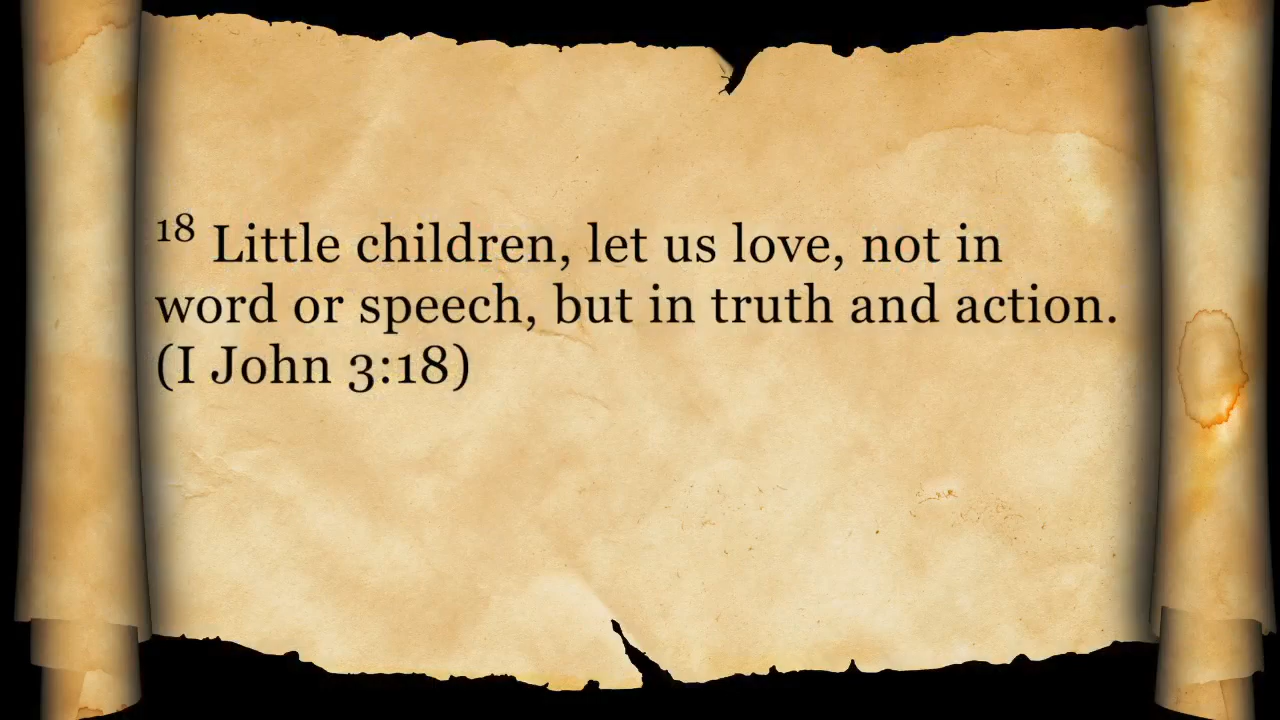 18 Little children, let us love, not in
word or speech, but in truth and action.
(I John 3:18)